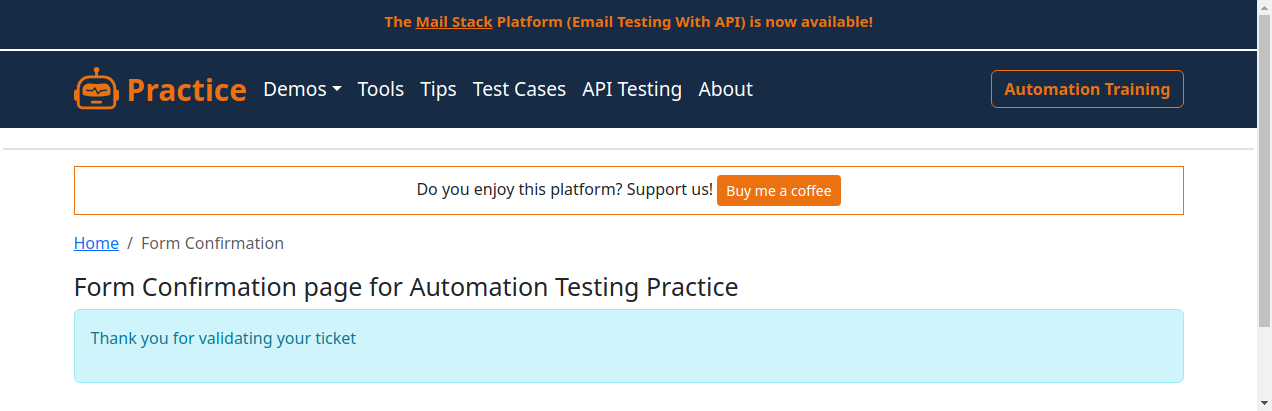 The Mail Stack Platform (Email Testing With API) is now available!
Practice Demos Tools Tips Test Cases API Testing About Automation Training
Do you enjoy this platform? Support us! Buy me a coffee
Home / Form Confirmation
Form Confirmation page for Automation Testing Practice
Thank you for validating your ticket